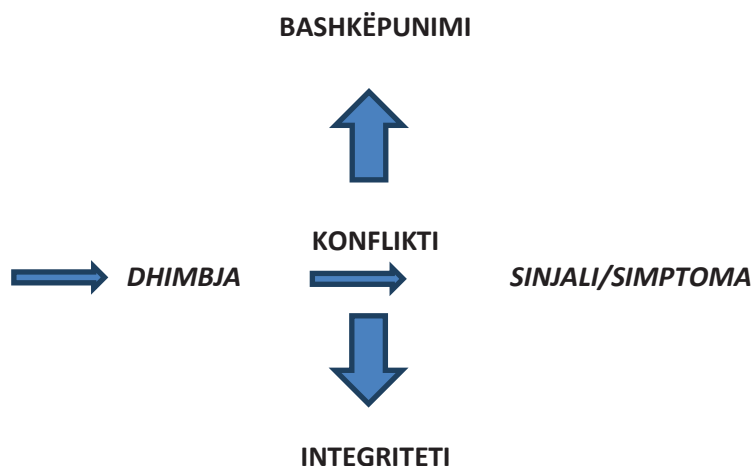 BASHKËPUNIMI
KONFLIKTI
DHIMBJA
SINJALI/SIMPTOMA
INTEGRITETI